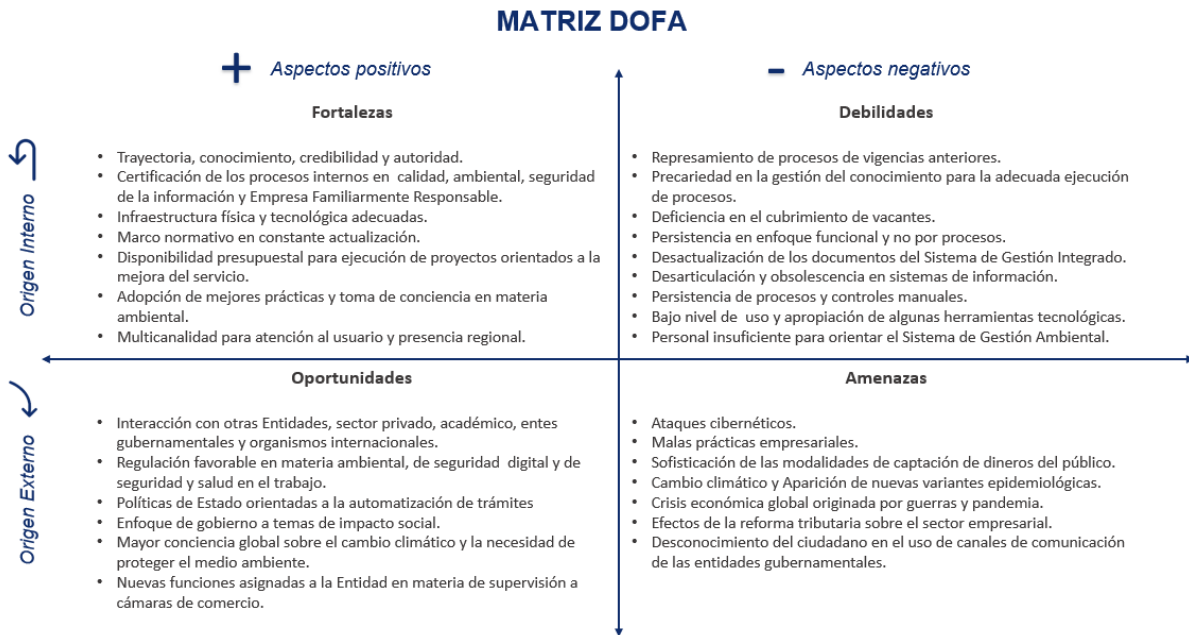 MATRIZ DOFA
+ Aspectos positivos
- Aspectos negativos
Origen Interno
Fortalezas
• Trayectoria, conocimiento, credibilidad y autoridad.
• Certificación de los procesos internos en calidad, ambiental, seguridad
de la información y Empresa Familiarmente Responsable.
• Infraestructura física y tecnológica adecuadas.
• Marco normativo en constante actualización.
• Disponibilidad presupuestal para ejecución de proyectos orientados a la
mejora del servicio.
• Adopción de mejores prácticas y toma de conciencia en materia
ambiental.
• Multicanalidad para atención al usuario y presencia regional.
Debilidades
• Represamiento de procesos de vigencias anteriores.
• Precariedad en la gestión del conocimiento para la adecuada ejecución
de procesos.
• Deficiencia en el cubrimiento de vacantes.
• Persistencia en enfoque funcional y no por procesos.
• Desactualización de los documentos del Sistema de Gestión Integrado.
• Desarticulación y obsolescencia en sistemas de información.
• Persistencia de procesos y controles manuales.
• Bajo nivel de uso y apropiación de algunas herramientas tecnológicas.
• Personal insuficiente para orientar el Sistema de Gestión Ambiental.
Origen Externo
Oportunidades
• Interacción con otras Entidades, sector privado, académico, entes
gubernamentales y organismos internacionales.
• Regulación favorable en materia ambiental, de seguridad digital y de
seguridad y salud en el trabajo.
• Políticas de Estado orientadas a la automatización de trámites
• Enfoque de gobierno a temas de impacto social.
• Mayor conciencia global sobre el cambio climático y la necesidad de
proteger el medio ambiente.
• Nuevas funciones asignadas a la Entidad en materia de supervisión a
cámaras de comercio.
Amenazas
• Ataques cibernéticos.
• Malas prácticas empresariales.
• Sofisticación de las modalidades de captación de dineros del público.
• Cambio climático y Aparición de nuevas variantes epidemiológicas.
• Crisis económica global originada por guerras y pandemia.
• Efectos de la reforma tributaria sobre el sector empresarial.
• Desconocimiento del ciudadano en el uso de canales de comunicación
de las entidades gubernamentales.